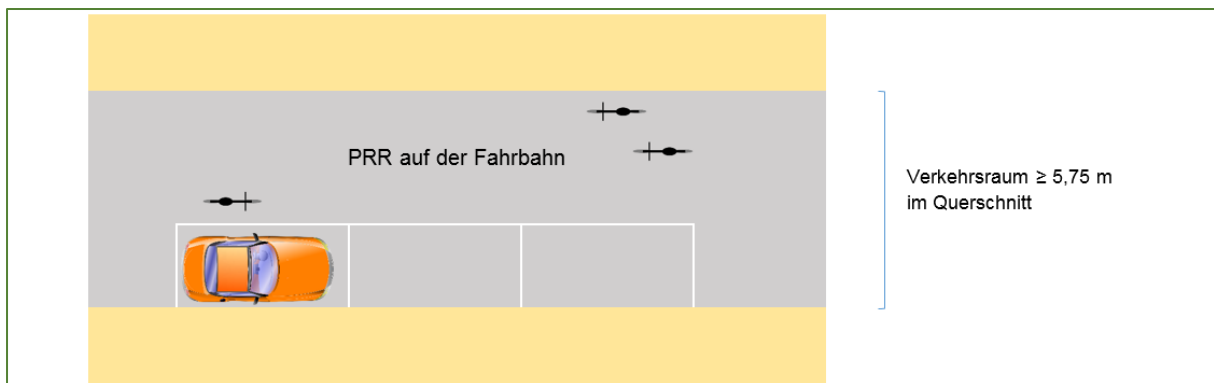 PRR auf der Fahrbahn
Verkehrsraum ≥ 5,75 m
im Querschnitt